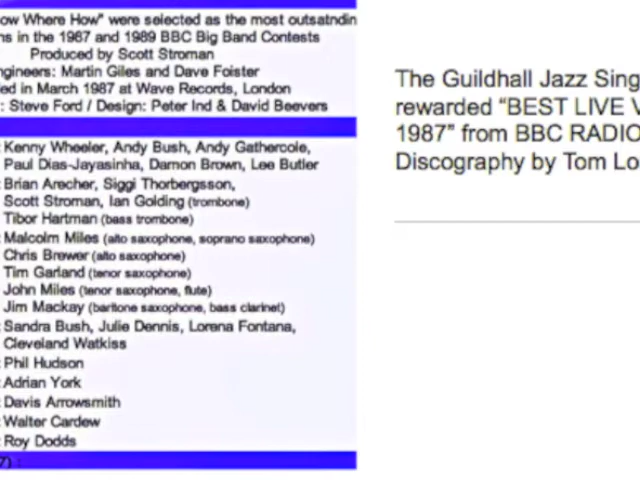 ow Where How" were selected as the most outsatndin
ns in the 1967 and 1989 BBC Big Band Contests
Produced by Scott Stroman
ngineers: Martin Giles and Dave Foister
ed in March 1987 at Wave Records, London
: Steve Ford / Design: Peter Ind & David Beevers
: Kenny Wheeler, Andy Bush, Andy Gathercole,
Paul Dias-Jayasinha, Damon Brown, Lee Butler
: Brian Arecher, Siggi Thorbergsson,
Scott Stroman, Ian Golding (trombone)
Tibor Hartman (bass trombone)
: Malcolm Miles (alto saxophone, soprano saxophone)
Chris Brewer (alto saxophone)
Tim Garland (tenor saxophone)
John Miles (tenor saxophone, flute)
Jim Mackay (baritone saxophone, bass clarinet)
: Sandra Bush, Julie Dennis, Lorena Fontana,
Cleveland Watkiss
: Phil Hudson
: Adrian York
: Davis Arrowsmith
: Walter Cardew
: Roy Dodds
7) :
The Guildhall Jazz Sing
rewarded “BEST LIVE V
1987” from BBC RADIO
Discography by Tom Lo